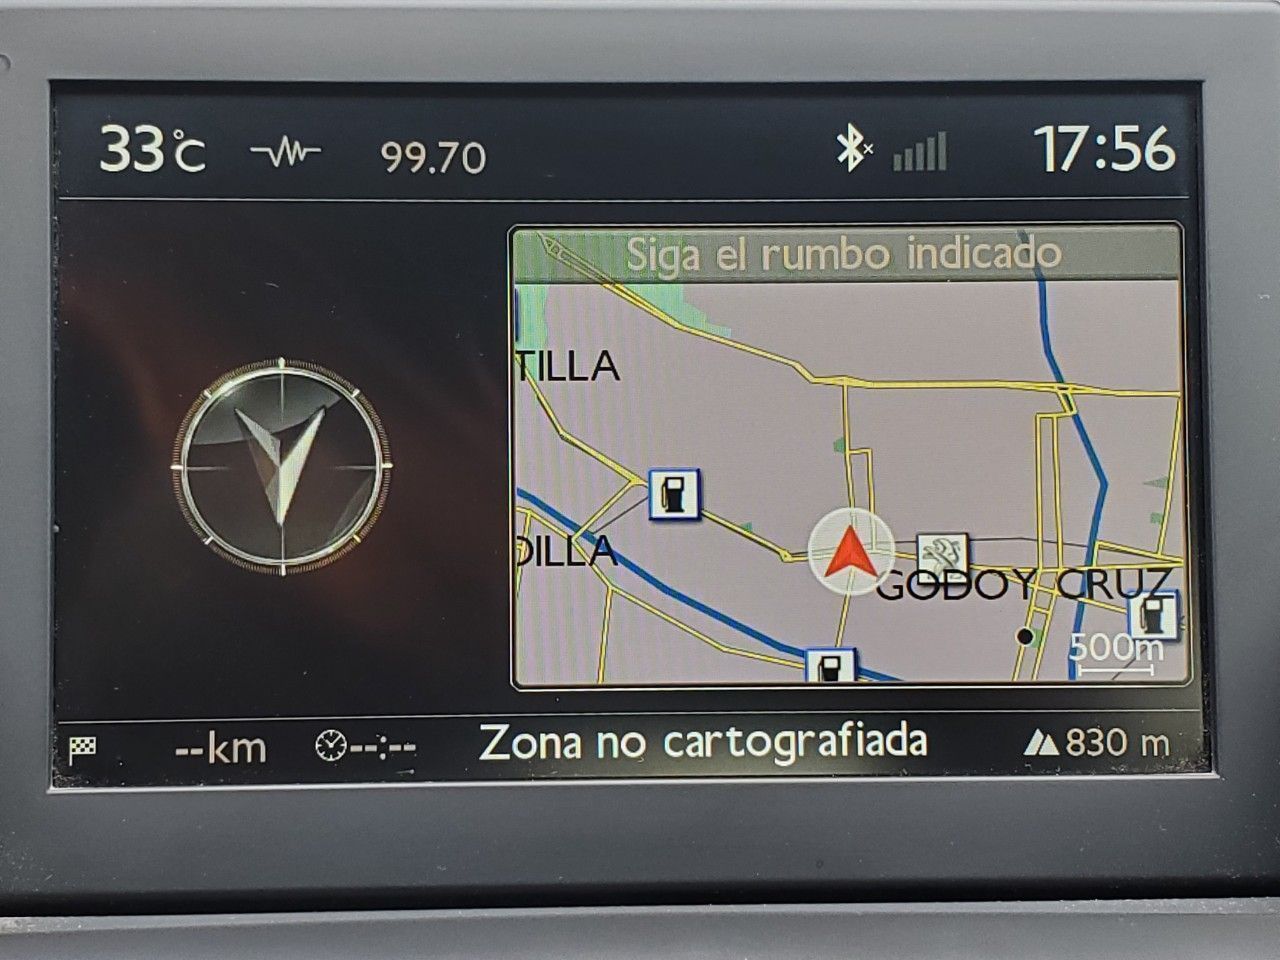 33°C 99.70 17:56
Siga el rumbo indicado
TILLA
DILLA
GODOY CRUZ
500m
--km --:-- Zona no cartografiada 830 m